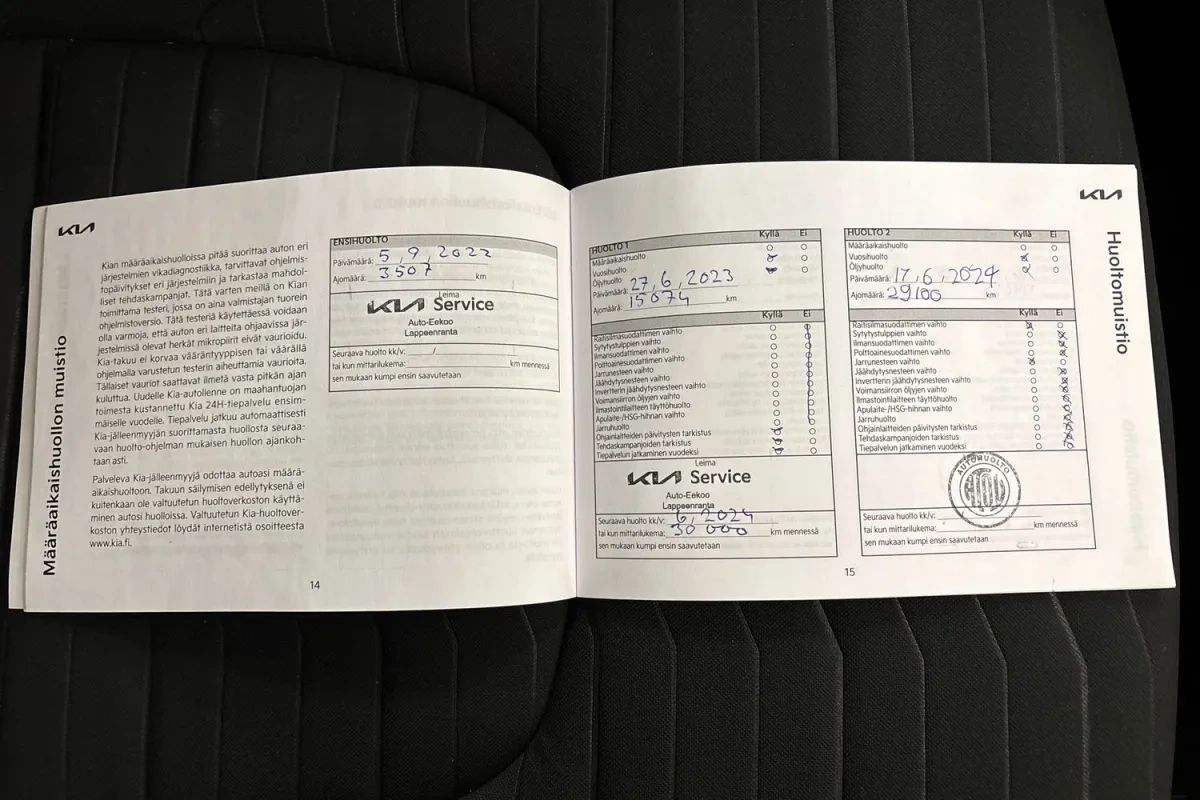 KIA
Määräaikaishuollon muistio
Kian määräaikaishuolloissa pitää suorittaa auton eri
järjestelmien vikadiagnostiikka, tarvittavat ohjelmis-
topäivitykset eri järjestelmiin ja tarkastaa mahdol-
liset tehdaskampanjat. Tätä varten meillä on Kian
toimittama testeri, jossa on aina valmistajan tuorein
ohjelmistoversio. Tätä testeriä käytettäessä voidaan
olla varmoja, että auton eri laitteita ohjaavissa jär-
jestelmissä olevat herkät mikropiirit eivät vaurioidu.
Kia-takuu ei korvaa vääräntyyppisen tai väärällä
ohjelmalla varustetun testerin aiheuttamia vaurioita.
Tällaiset vauriot saattavat ilmetä vasta pitkän ajan
kuluttua. Uudelle Kia-autollenne on maahantuojan
toimesta kustannettu Kia 24H-tiepalvelu ensim-
mäiselle vuodelle. Tiepalvelu jatkuu automaattisesti
Kia-jälleenmyyjän suorittamasta huollosta seuraa-
vaan huolto-ohjelman mukaisen huollon ajankoh-
taan asti.
Palveleva Kia-jälleenmyyjä odottaa autoasi määrä-
aikaishuoltoon. Takuun säilymisen edellytyksenä ei
kuitenkaan ole valtuutetun huoltoverkoston käyttä-
minen autosi huolloissa. Valtuutetun Kia-huoltover-
koston yhteystiedot löydät internetistä osoitteesta
www.kia.fi.
ENSIHUOLTO
Päivämäärä: 5,9,2022
Ajomäärä: 3507 km
Leima
KIA Service
Auto-Eekoo
Lappeenranta
Seuraava huolto kk/v: /
tai kun mittarilukema: km mennessä
sen mukaan kumpi ensin saavutetaan
14
HUOLTO 1 Kyllä Ei
Määräaikaishuolto
Vuosihuolto
Öljyhuolto
Päivämäärä: 27,6,2023
Ajomäärä: 15074 km
Kyllä Ei
Raitisilmasuodattimen vaihto
Sytytystulppien vaihto
Ilmansuodattimen vaihto
Polttoainesuodattimen vaihto
Jarrunesteen vaihto
Jäähdytysnesteen vaihto
Invertterin jäähdytysnesteen vaihto
Voimansiirron öljyjen vaihto
Ilmastointilaitteen täyttöhuolto
Apulaite-/HSG-hihnan vaihto
Jarruhuolto
Ohjainlaitteiden päivitysten tarkistus
Tehdaskampanjoiden tarkistus
Tiepalvelun jatkaminen vuodeksi
Leima
KIA Service
Auto-Eekoo
Lappeenranta
Seuraava huolto kk/v: 6,2024
tai kun mittarilukema: 30 000 km mennessä
sen mukaan kumpi ensin saavutetaan
KIA
Huoltomuistio
HUOLTO 2 Kyllä Ei
Määräaikaishuolto
Vuosihuolto
Öljyhuolto
Päivämäärä: 17,6,2024
Ajomäärä: 29100 km
Kyllä Ei
Raitisilmasuodattimen vaihto
Sytytystulppien vaihto
Ilmansuodattimen vaihto
Polttoainesuodattimen vaihto
Jarrunesteen vaihto
Jäähdytysnesteen vaihto
Invertterin jäähdytysnesteen vaihto
Voimansiirron öljyjen vaihto
Ilmastointilaitteen täyttöhuolto
Apulaite-/HSG-hihnan vaihto
Jarruhuolto
Ohjainlaitteiden päivitysten tarkistus
Tehdaskampanjoiden tarkistus
Tiepalvelun jatkaminen vuodeksi
AUTOHUOLTO
Seuraava huolto kk/v:
tai kun mittarilukema: km mennessä
sen mukaan kumpi ensin saavutetaan
15